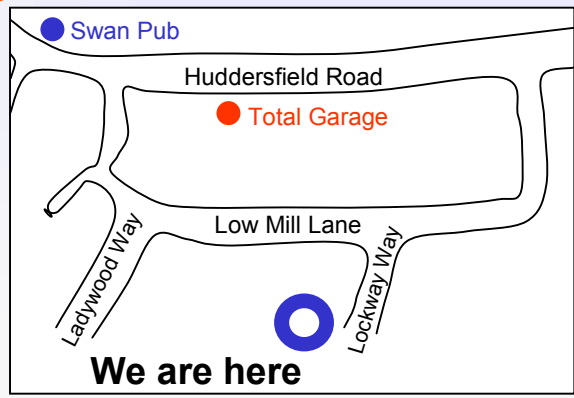 Swan Pub
Huddersfield Road
Total Garage
Low Mill Lane
Ladywood Way
Lockway Way
We are here